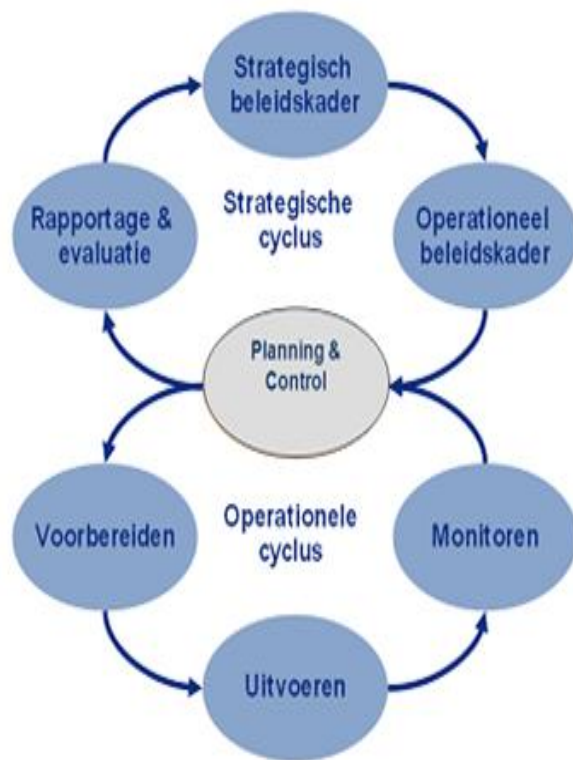 Strategisch
beleidskader
Rapportage &
evaluatie
Strategische
cyclus
Operationeel
beleidskader
Planning &
Control
Voorbereiden
Operationele
cyclus
Monitoren
Uitvoeren